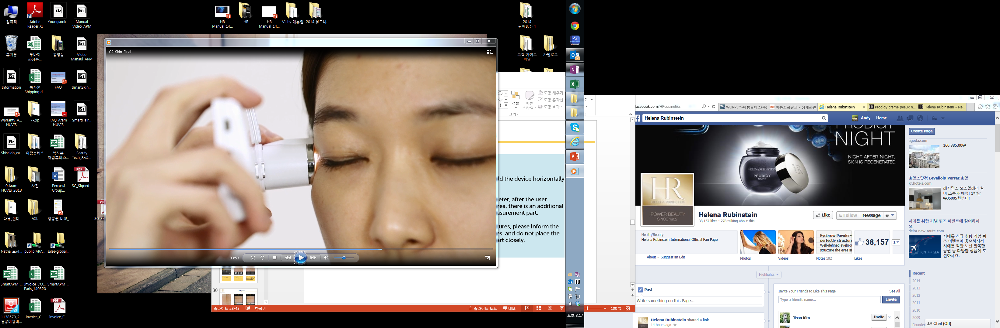 컴퓨터
Adobe
Reader XI
Youngsook...
Manual
Video_APM
휴지통
두바이
화장품...
동영상
Video
Manaul_APM
Information
복사본
Shipping d...
FAQ
SmartSkin...
Warranty_A...
HUVIS
7-Zip
FAQ_Aram
HUVIS
SmartHair...
Shiseido_ca...
아람휴비스
복사본
아람휴비스...
Beauty
Tech_자료...
0.Aram
HUVIS_2013
사진
Percassi
Group...
SC_Signed...
다뷰_인디
ASL
항공권 비교_
Natria_포장...
public(ARA...
sales-global...
SmartAPM_...
Invoice_L'O...
Paris_140320
SmartAPM_...
1138570_2...
홍콩미용박...
Invoice_C...
Invoice_C...
HR
Manual_14...
HR
HR
Manual_14...
Vichy 매뉴얼
2014 볼로냐
2014
판매&수리
고객 가이드
파일
카달로그
02-Skin-Final
03:53
정렬
빠른
스타일
도형 채우기
도형 윤곽선
도형 효과
그리기
ld the device horizontally
eter, after the user
rea, there is an additional
asurement part.
ures, please inform the
es and do not place the
art closely.
30
슬라이드 28/43
한국어
슬라이드 노트
메모
100 %
오후 3:17
facebook.com/HRcosmetics
WORPL™-아람휴비스(주)
배송조회결과 - 상세화면
Helena Rubinstein
Prodigy creme peaux n...
Helena Rubinstein - Ne...
Helena Rubinstein
Andy
Home
PRODIGY
NIGHT
NIGHT AFTER NIGHT,
SKIN IS REGENERATED.
HELENA RUBINSTEIN
PRODIGY
NIGHT
HR
HR
HELENA RUBINSTEIN
POWER BEAUTY
SINCE 1902
Helena Rubinstein
38,157 likes · 278 talking about this
Like
Follow
Message
Health/Beauty
Helena Rubinstein International Official Fan Page
About – Suggest an Edit
Photos
Videos
Eyebrow Powder-
perfectly structure
Well-defined eyebro
structure the eyes a
Notes 102
38,157
Likes
1
Highlights
Post
Write something on this Page...
Helena Rubinstein shared a link.
14 hours ago
Invite Your Friends to Like This Page
See All
Type a friend's name...
Invite
Jisoo Kim
Invite
Create Page
agoda.com
160,385.00₩
호텔스닷컴 Levallois-Perret 호텔
kr.hotels.com
레지던스 오스텔레리 살
비 초특가 예약! 1박당
₩85005원부터!
시애틀 취항 기념 퀴즈 이벤트에 참여하세
요
delta-new-route.com
시애틀 신규 취항 기념 퀴
즈 이벤트에 응모하셔서
시애틀 직항 노선 왕복항
공권 등 다양한 상품에 도
전하세요.
ICN ↔ SEA
Recent
2014
2013
2012
2011
2010
2009
Founded
Chat (Off)